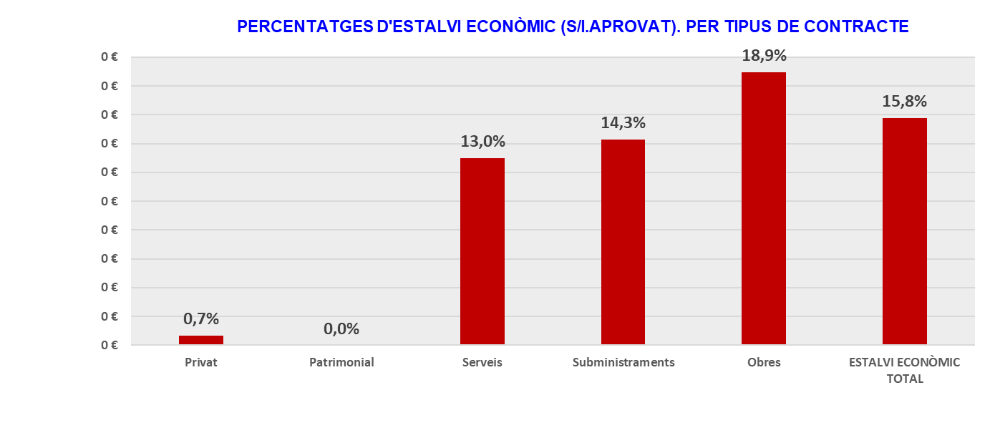 PERCENTATGES D'ESTALVI ECONÒMIC (S/I.APROVAT). PER TIPUS DE CONTRACTE
0 €
0 €
0 €
0 €
0 €
0 €
0 €
0 €
0 €
0 €
0 €
0,7%
0,0%
13,0%
14,3%
18,9%
15,8%
Privat
Patrimonial
Serveis
Subministraments
Obres
ESTALVI ECONÒMIC
TOTAL